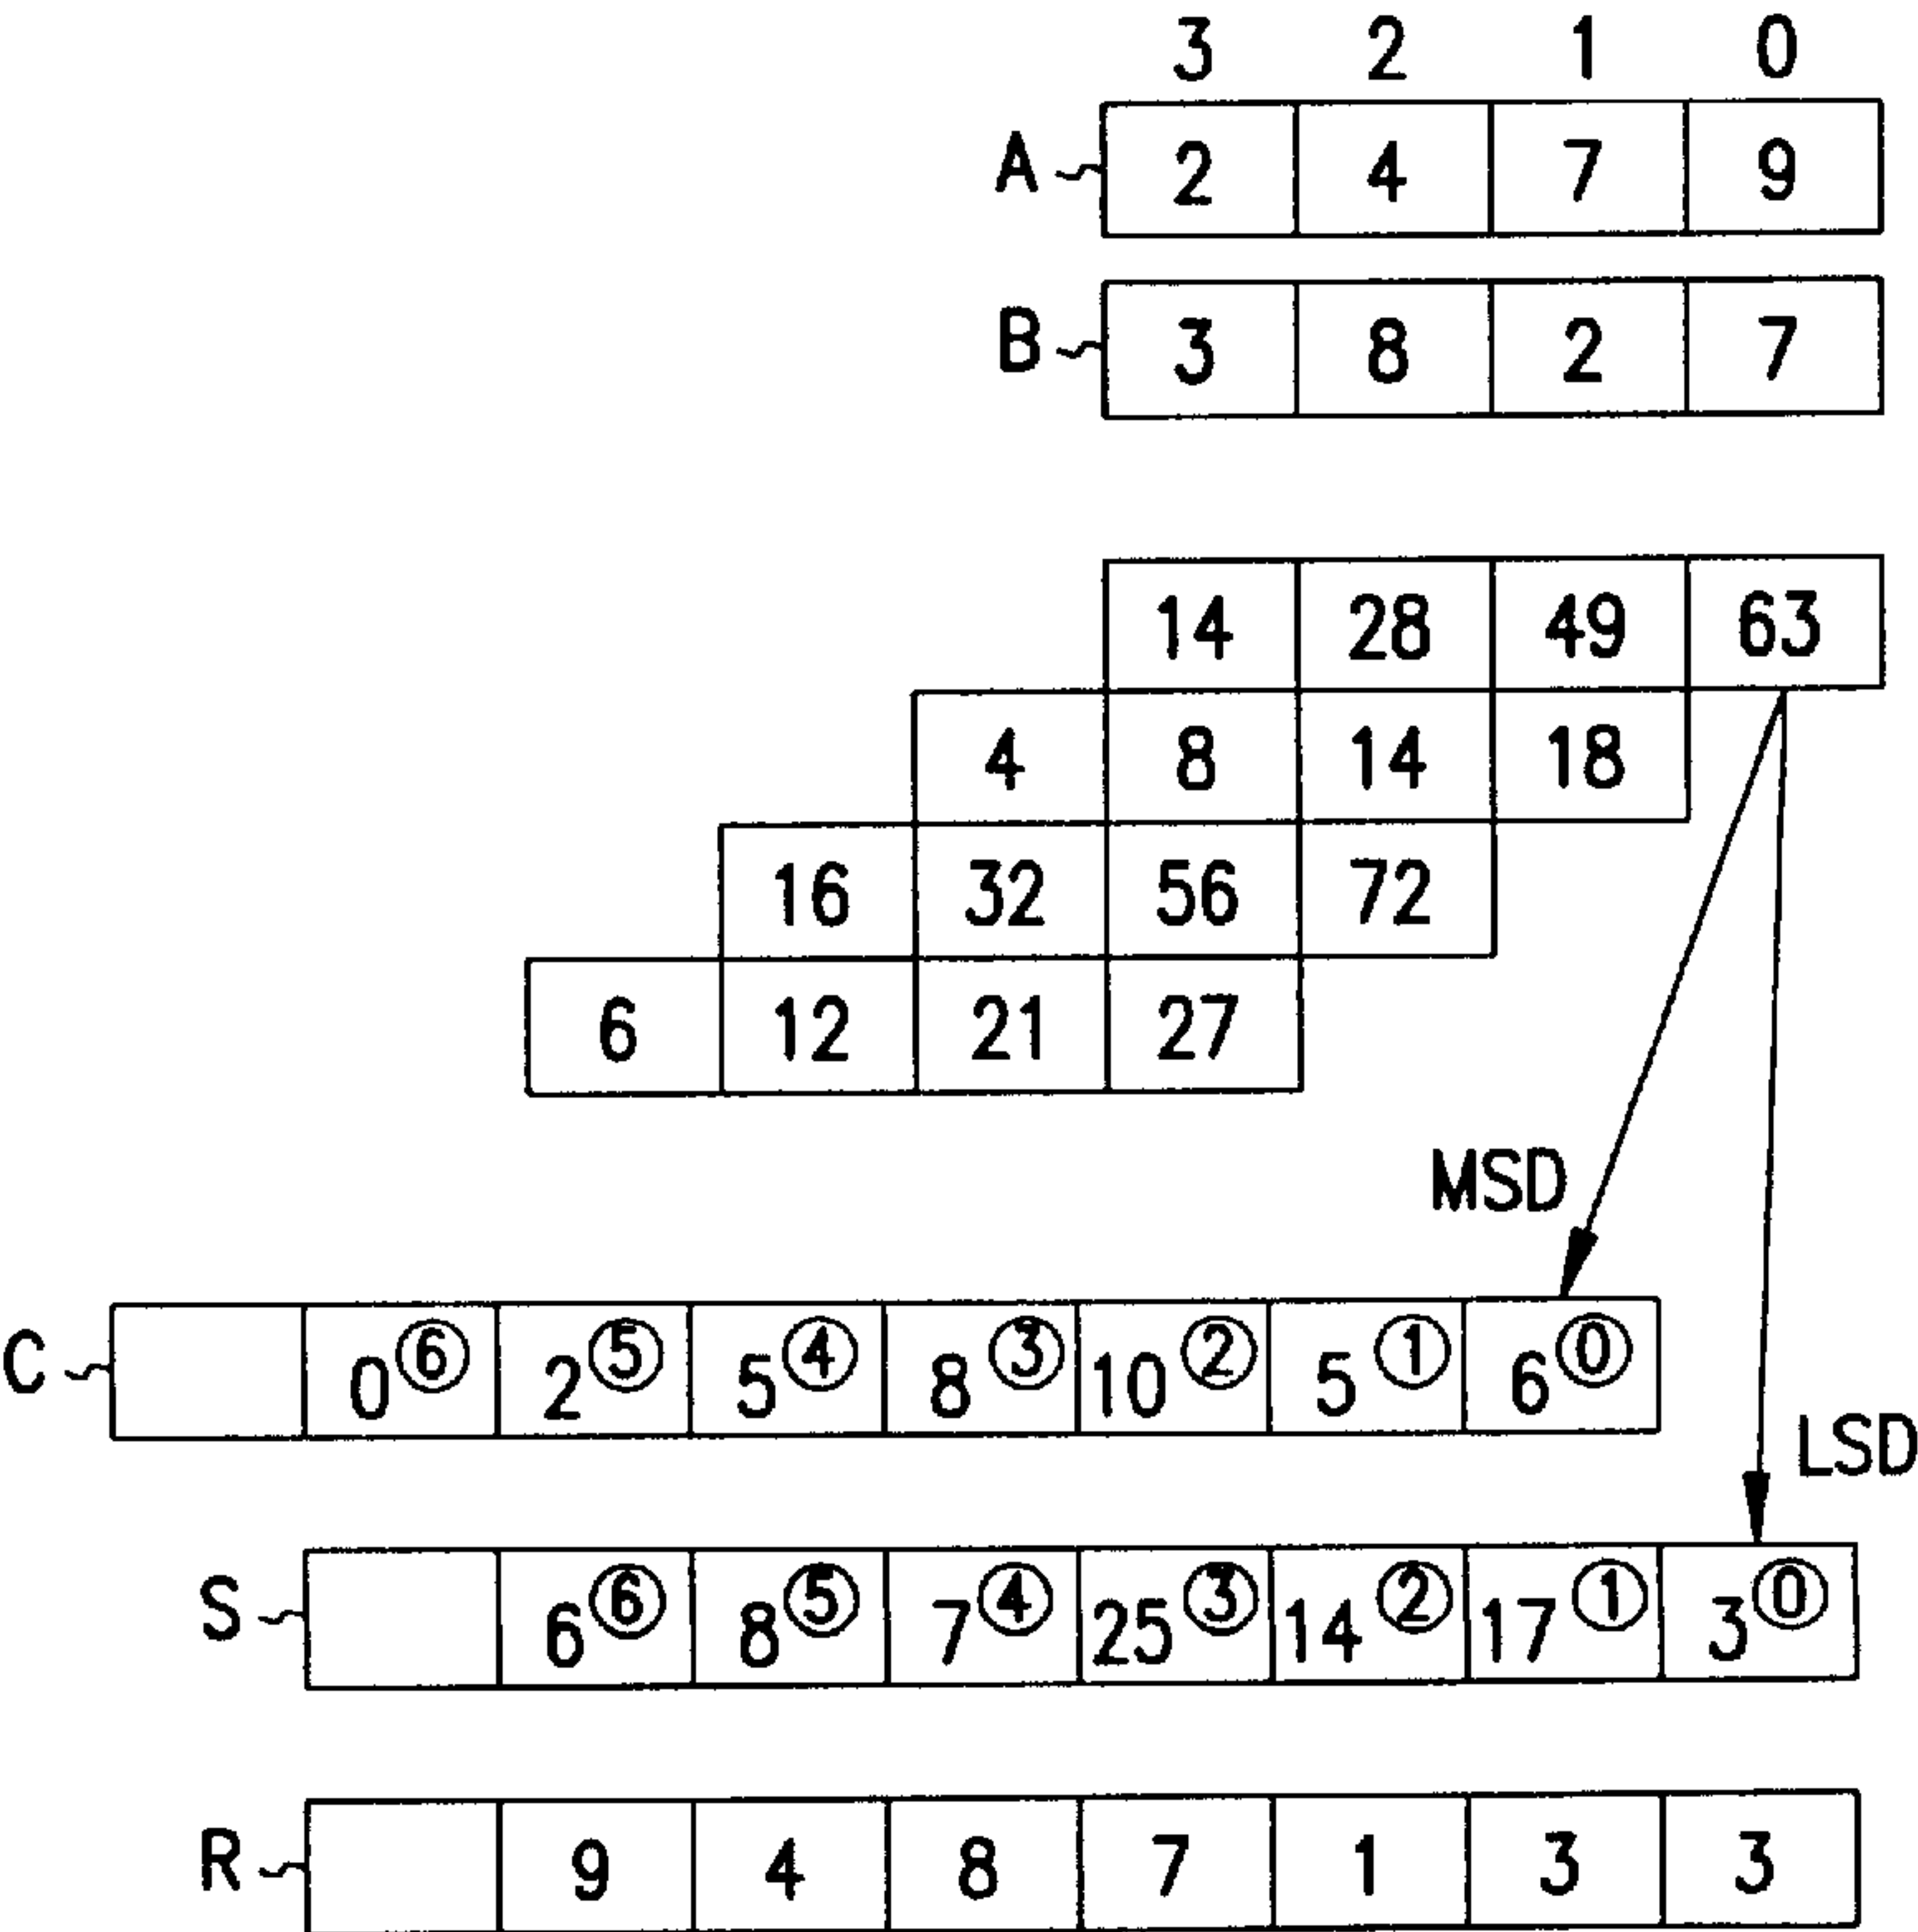 3 2 1 0
A 2 4 7 9
B 3 8 2 7
14 28 49 63
4 8 14 18
16 32 56 72
6 12 21 27
MSD
C 0⑥ 2⑤ 5④ 8③ 10② 5① 6⓪
LSD
S 6⑥ 8⑤ 7④ 25③ 14② 17① 3⓪
R 9 4 8 7 1 3 3